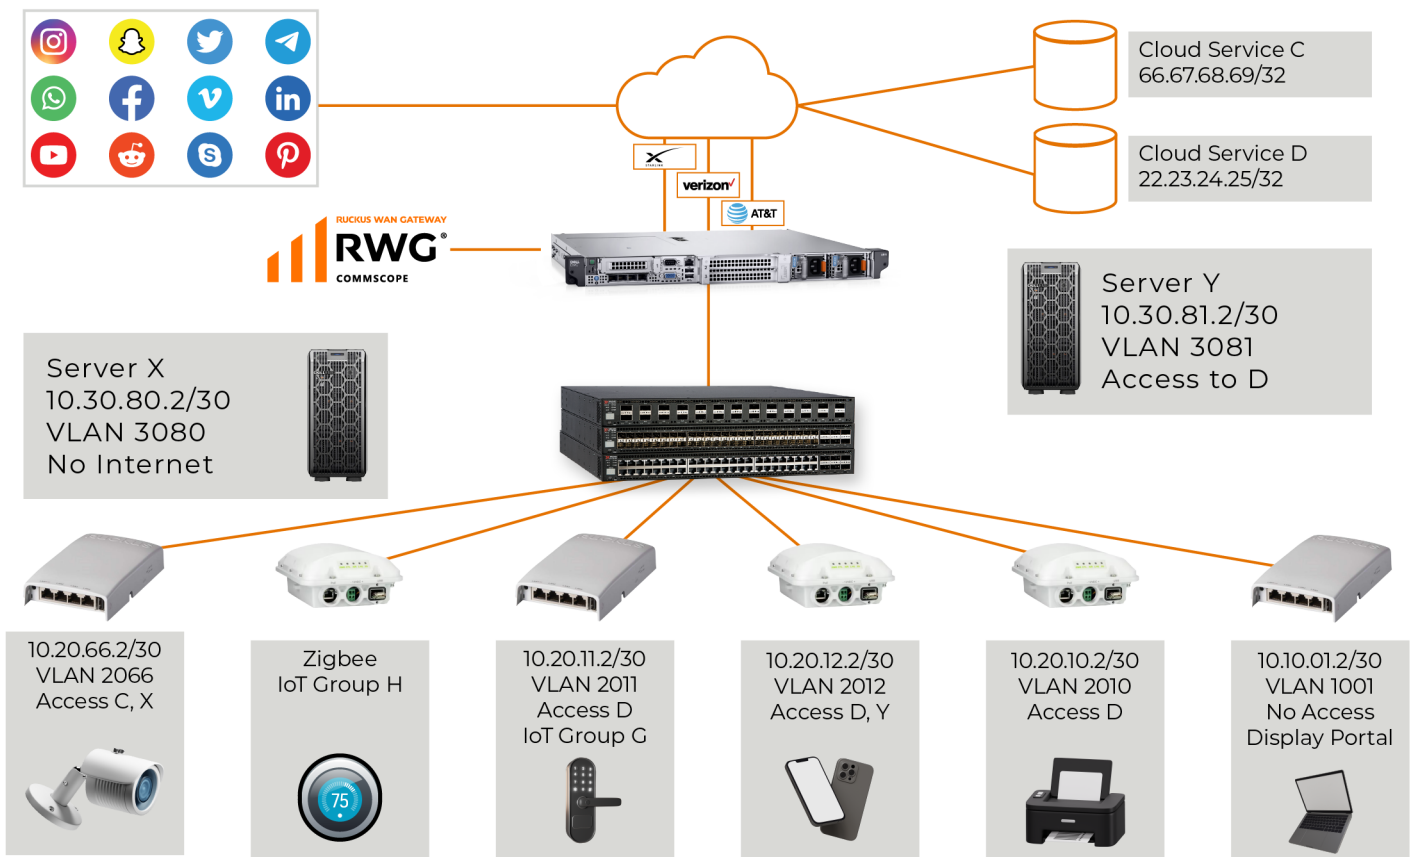 Cloud Service C
66.67.68.69/32
Cloud Service D
22.23.24.25/32
STARLINK
verizon
AT&T
RUCKUS WAN GATEWAY
RWG®
COMMSCOPE
Server Y
10.30.81.2/30
VLAN 3081
Access to D
Server X
10.30.80.2/30
VLAN 3080
No Internet
10.20.66.2/30
VLAN 2066
Access C, X
Zigbee
IoT Group H
75
10.20.11.2/30
VLAN 2011
Access D
IoT Group G
10.20.12.2/30
VLAN 2012
Access D, Y
10.20.10.2/30
VLAN 2010
Access D
10.10.01.2/30
VLAN 1001
No Access
Display Portal